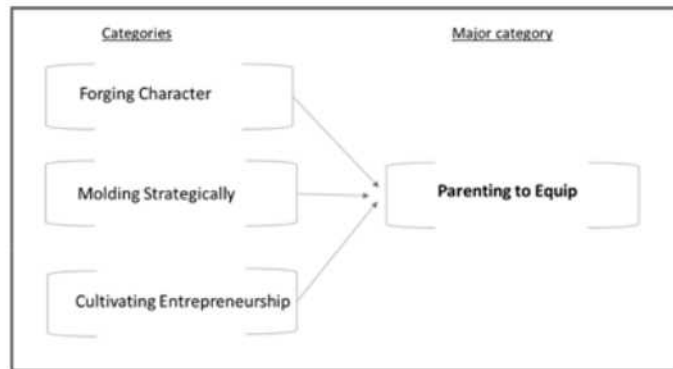 Categories
Major category
Forging Character
Molding Strategically
Parenting to Equip
Cultivating Entrepreneurship